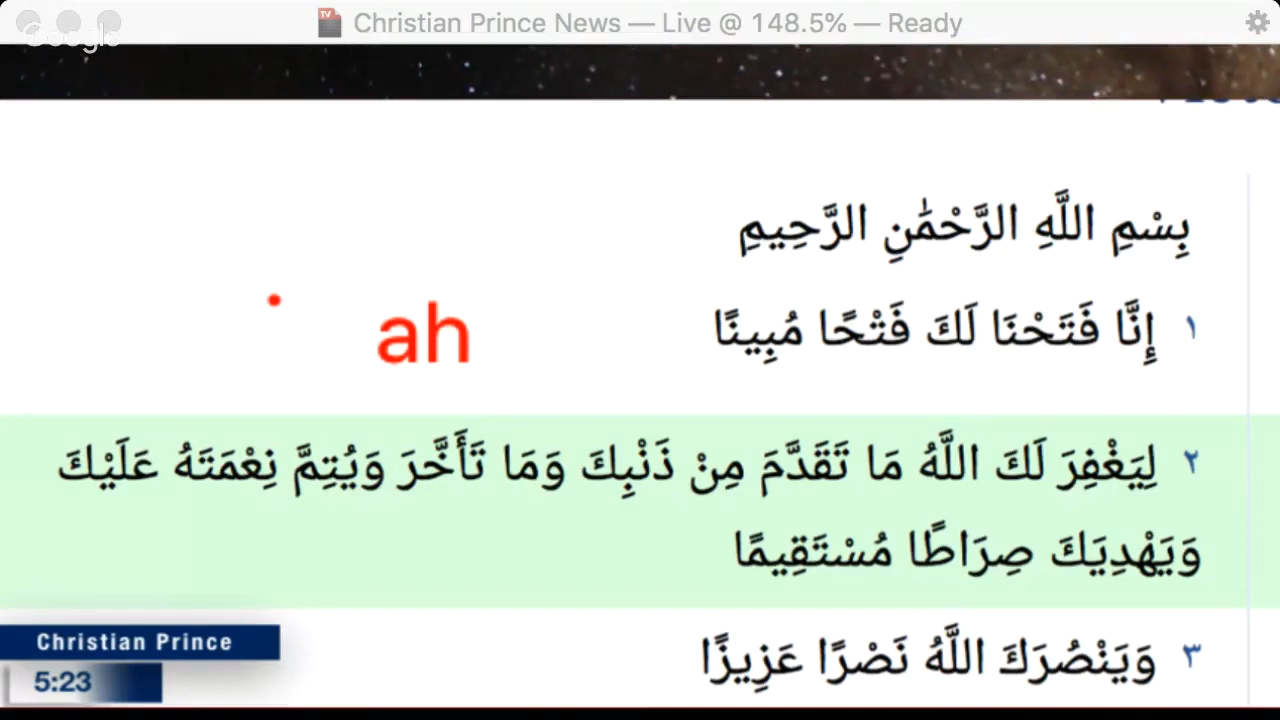 Christian Prince News — Live @ 148.5% — Ready
Google
بِسْمِ اللَّهِ الرَّحْمَٰنِ الرَّحِيمِ
١ إِنَّا فَتَحْنَا لَكَ فَتْحًا مُبِينًا
ah
٢ لِيَغْفِرَ لَكَ اللَّهُ مَا تَقَدَّمَ مِنْ ذَنْبِكَ وَمَا تَأَخَّرَ وَيُتِمَّ نِعْمَتَهُ عَلَيْكَ
وَيَهْدِيَكَ صِرَاطًا مُسْتَقِيمًا
٣ وَيَنْصُرَكَ اللَّهُ نَصْرًا عَزِيزًا
Christian Prince
5:23